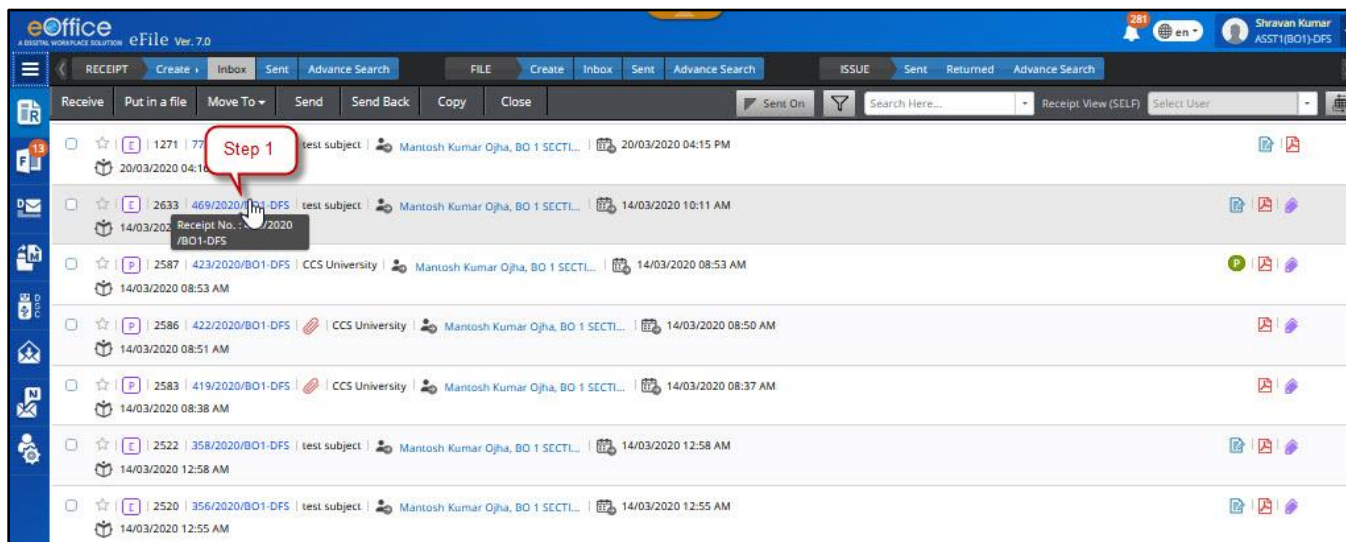 eOffice
A DIGITAL WORKPLACE SOLUTION eFile Ver. 7.0
281
en
Shravan Kumar
ASST1(BO1)-DFS
RECEIPT Create Inbox Sent Advance Search FILE Create Inbox Sent Advance Search ISSUE Sent Returned Advance Search
Receive Put in a file Move To Send Send Back Copy Close Sent On Search Here... Receipt View (SELF) Select User
13
E 1271 77 test subject Mantosh Kumar Ojha, BO 1 SECTI... 20/03/2020 04:15 PM
Step 1
20/03/2020 04:16
E 2633 469/2020/BO1-DFS test subject Mantosh Kumar Ojha, BO 1 SECTI... 14/03/2020 10:11 AM
14/03/202
Receipt No. : /2020
/BO1-DFS
P 2587 423/2020/BO1-DFS CCS University Mantosh Kumar Ojha, BO 1 SECTI... 14/03/2020 08:53 AM P
14/03/2020 08:53 AM
P 2586 422/2020/BO1-DFS CCS University Mantosh Kumar Ojha, BO 1 SECTI... 14/03/2020 08:50 AM
14/03/2020 08:51 AM
P 2583 419/2020/BO1-DFS CCS University Mantosh Kumar Ojha, BO 1 SECTI... 14/03/2020 08:37 AM
14/03/2020 08:38 AM
E 2522 358/2020/BO1-DFS test subject Mantosh Kumar Ojha, BO 1 SECTI... 14/03/2020 12:58 AM
14/03/2020 12:58 AM
E 2520 356/2020/BO1-DFS test subject Mantosh Kumar Ojha, BO 1 SECTI... 14/03/2020 12:55 AM
14/03/2020 12:55 AM